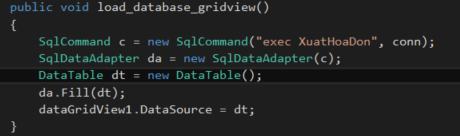 public void load_database_gridview()
{
SqlCommand c = new SqlCommand("exec XuatHoaDon", conn);
SqlDataAdapter da = new SqlDataAdapter(c);
DataTable dt = new DataTable();
da.Fill(dt);
dataGridView1.DataSource = dt;
}